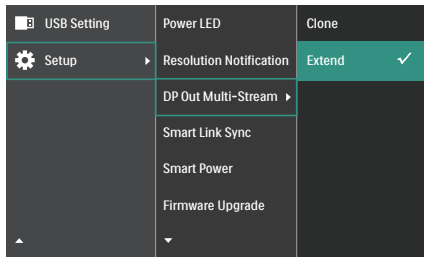 USB Setting
Setup
Power LED
Resolution Notification
DP Out Multi-Stream
Smart Link Sync
Smart Power
Firmware Upgrade
Clone
Extend